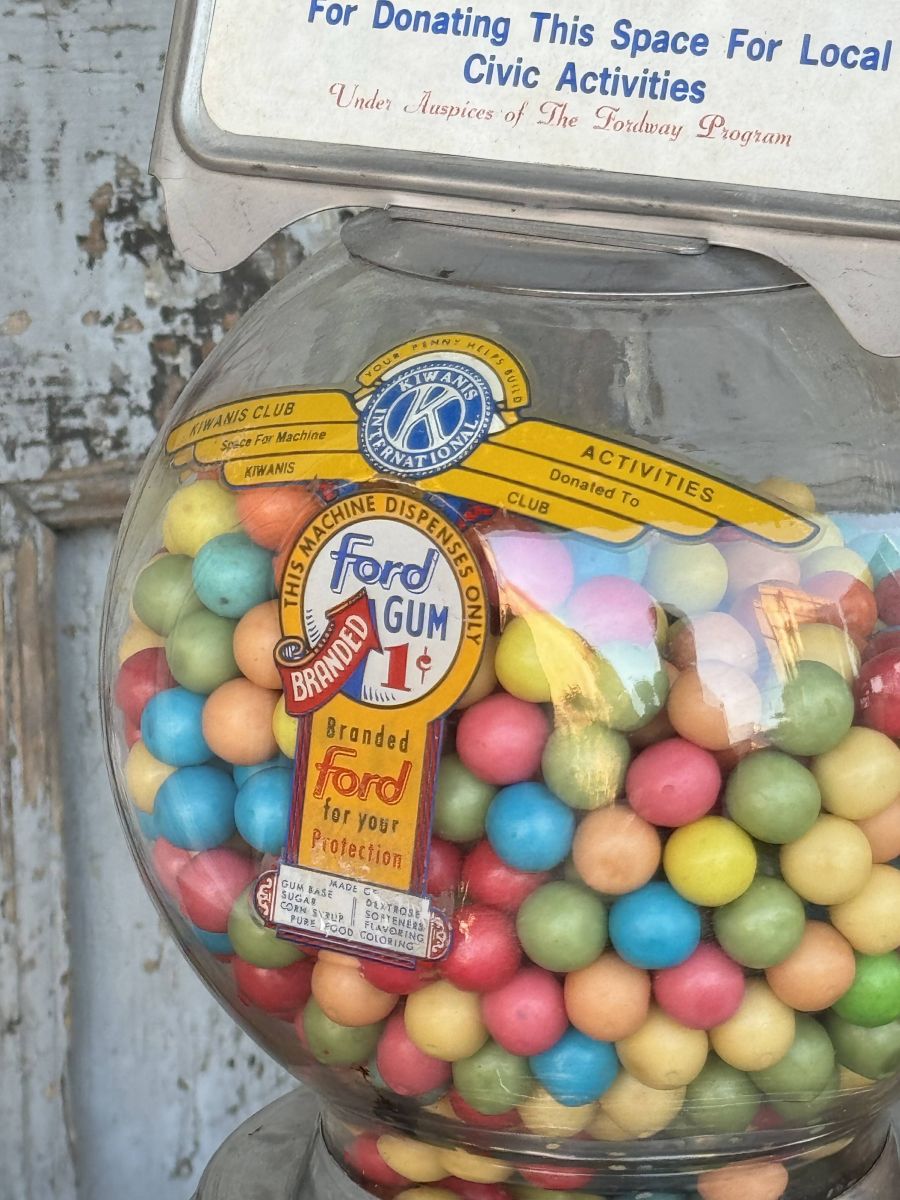 For Donating This Space For Local
Civic Activities
Under Auspices of The Fordway Program
YOUR PENNY HELPS BUILD
KIWANIS
INTERNATIONAL
K
KIWANIS CLUB
Space For Machine
KIWANIS
ACTIVITIES
Donated To
CLUB
THIS MACHINE DISPENSES ONLY
Ford
GUM
BRANDED
1¢
Branded
Ford
for your
Protection
MADE OF
GUM BASE
SUGAR
CORN SYRUP
DEXTROSE
SOFTENERS
FLAVORING
PURE FOOD COLORING